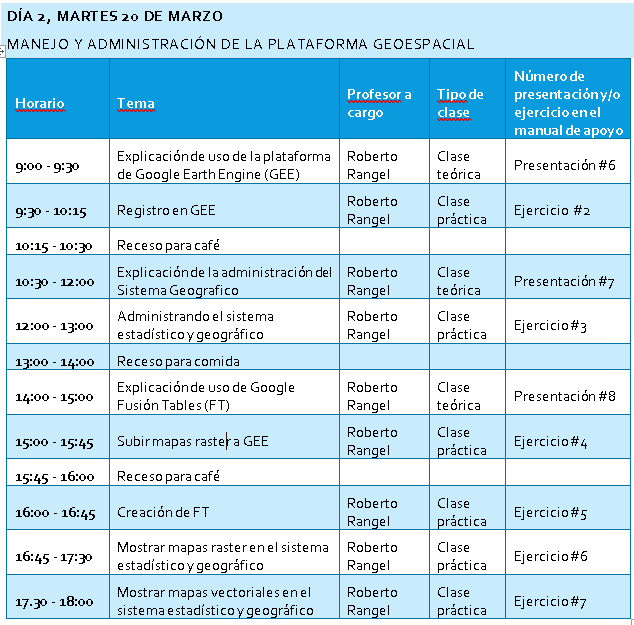 DÍA 2, MARTES 20 DE MARZO
MANEJO Y ADMINISTRACIÓN DE LA PLATAFORMA GEOESPACIAL
Horario Tema Profesor a cargo Tipo de clase Número de presentación y/o ejercicio en el manual de apoyo
9:00 - 9:30 Explicación de uso de la plataforma de Google Earth Engine (GEE) Roberto Rangel Clase teórica Presentación #6
9:30 - 10:15 Registro en GEE Roberto Rangel Clase práctica Ejercicio #2
10:15 - 10:30 Receso para café
10:30 - 12:00 Explicación de la administración del Sistema Geografico Roberto Rangel Clase teórica Presentación #7
12:00 - 13:00 Administrando el sistema estadístico y geográfico Roberto Rangel Clase práctica Ejercicio #3
13:00 - 14:00 Receso para comida
14:00 - 15:00 Explicación de uso de Google Fusión Tables (FT) Roberto Rangel Clase teórica Presentación #8
15:00 - 15:45 Subir mapas raster a GEE Roberto Rangel Clase práctica Ejercicio #4
15:45 - 16:00 Receso para café
16:00 - 16:45 Creación de FT Roberto Rangel Clase práctica Ejercicio #5
16:45 - 17:30 Mostrar mapas raster en el sistema estadístico y geográfico Roberto Rangel Clase práctica Ejercicio #6
17.30 - 18:00 Mostrar mapas vectoriales en el sistema estadístico y geográfico Roberto Rangel Clase práctica Ejercicio #7